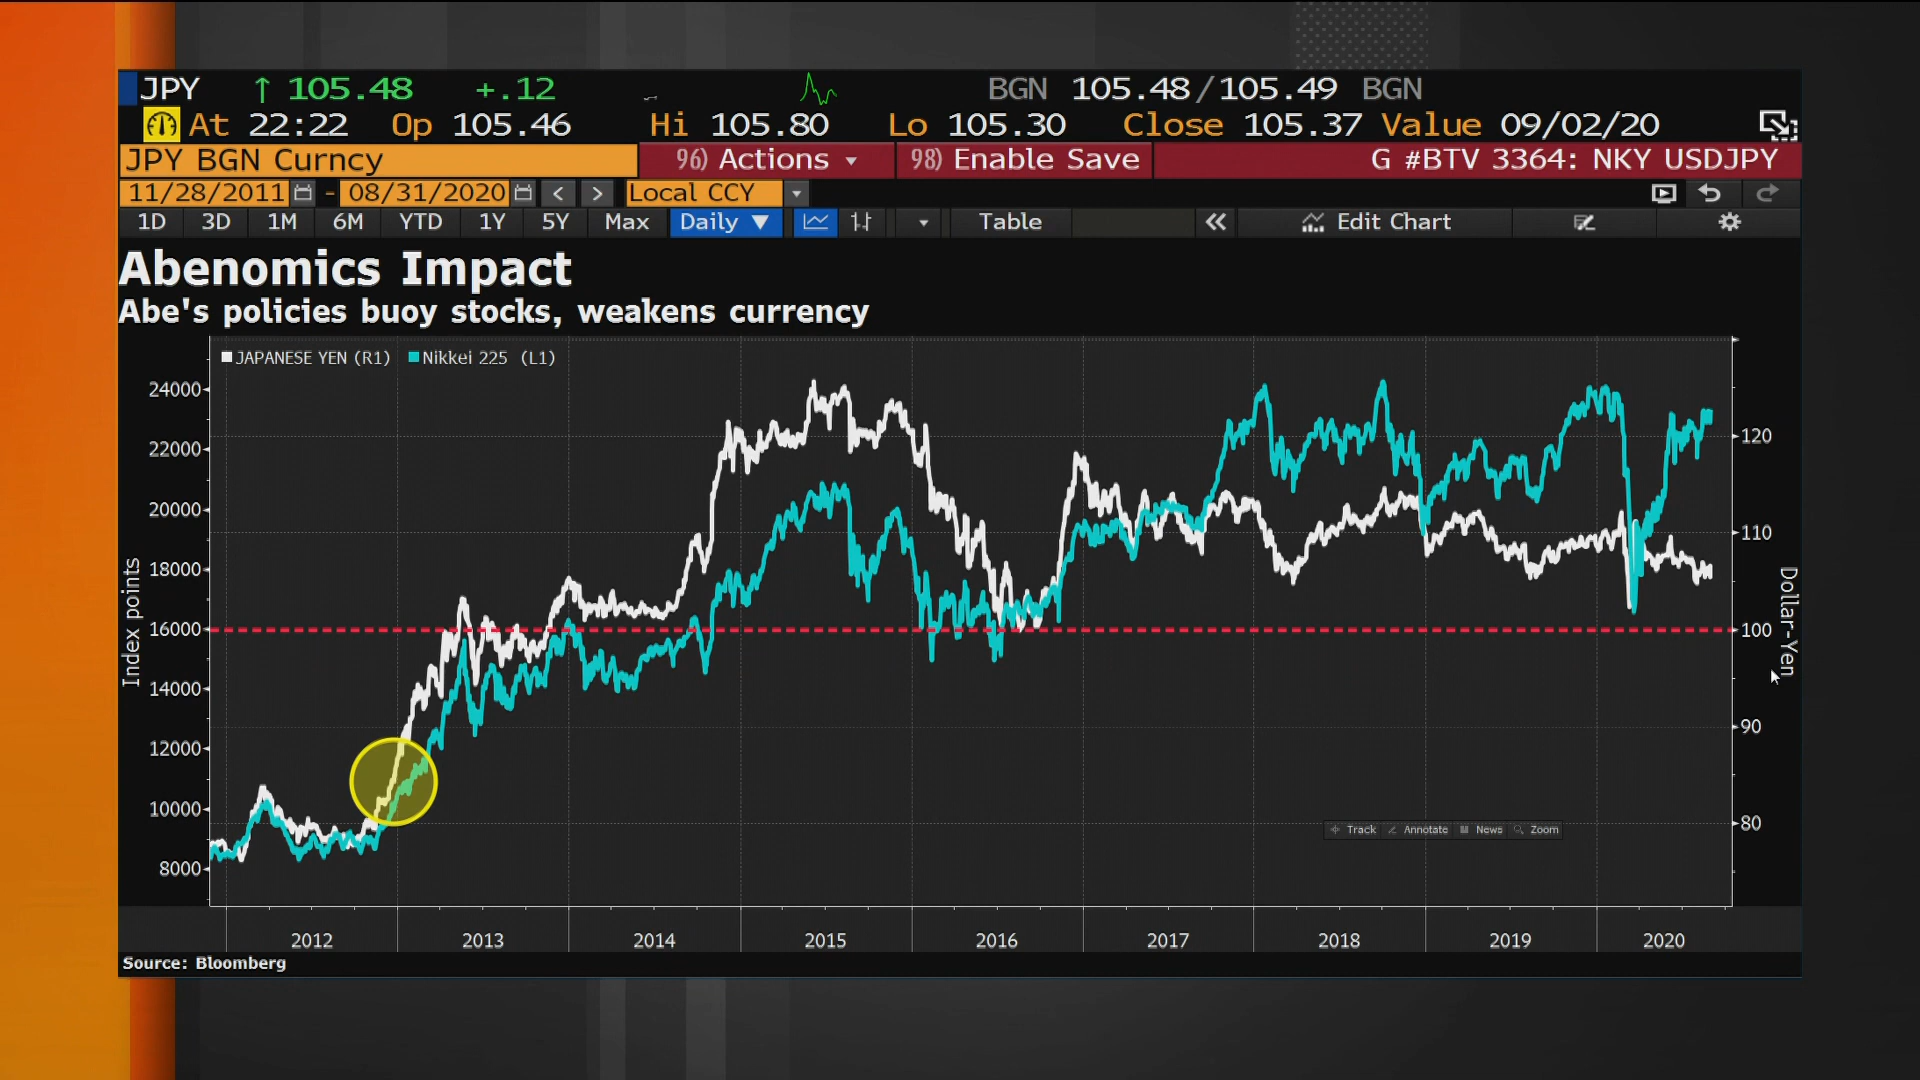 JPY ↑ 105.48 +.12 BGN 105.48/105.49 BGN
At 22:22 Op 105.46 Hi 105.80 Lo 105.30 Close 105.37 Value 09/02/20
JPY BGN Curncy 96) Actions 98) Enable Save G #BTV 3364: NKY USDJPY
11/28/2011 - 08/31/2020 < > Local CCY
1D 3D 1M 6M YTD 1Y 5Y Max Daily ▼ Table « Edit Chart
Abenomics Impact
Abe's policies buoy stocks, weakens currency
JAPANESE YEN (R1) Nikkei 225 (L1)
24000
22000
20000
18000
16000
14000
12000
10000
8000
Index points
120
110
100
90
80
Dollar-Yen
Track Annotate News Zoom
2012 2013 2014 2015 2016 2017 2018 2019 2020
Source: Bloomberg